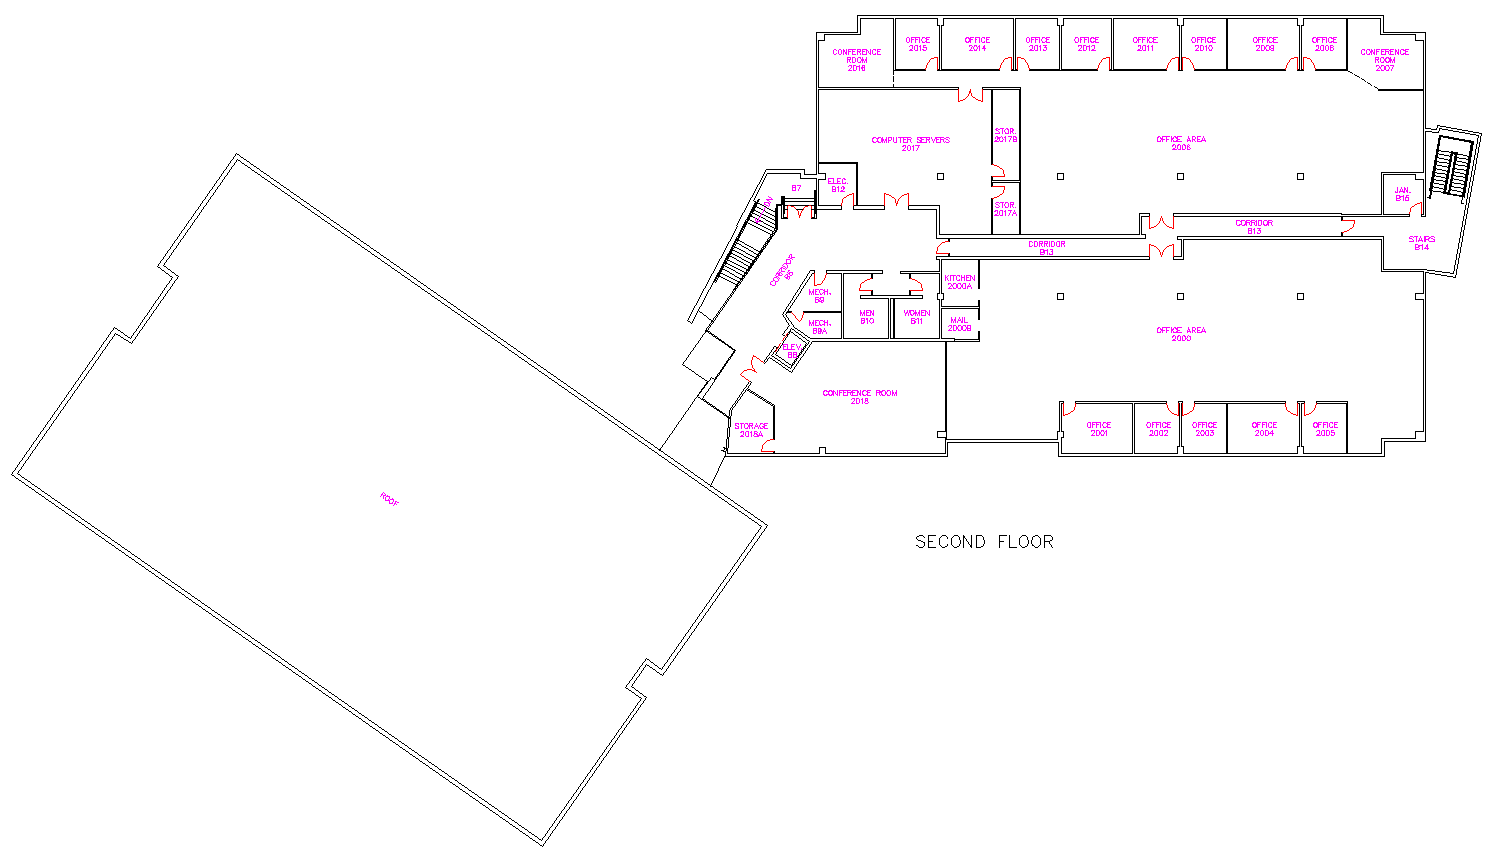 OFFICE
2015
OFFICE
2014
OFFICE
2013
OFFICE
2012
OFFICE
2011
OFFICE
2010
OFFICE
2009
OFFICE
2008
CONFERENCE
ROOM
2016
CONFERENCE
ROOM
2007
COMPUTER SERVERS
2017
STOR.
2017B
OFFICE AREA
2006
ELEC.
B12
B7
STOR.
2017A
JAN.
B15
CORRIDOR
B13
CORRIDOR
B13
STAIRS
B14
CORRIDOR
MECH.
B9
KITCHEN
2000A
MEN
B10
WOMEN
B11
MECH.
B9A
MAIL
2000B
OFFICE AREA
2000
ELEV.
B8
CONFERENCE ROOM
2018
STORAGE
2018A
OFFICE
2001
OFFICE
2002
OFFICE
2003
OFFICE
2004
OFFICE
2005
ROOF
SECOND FLOOR